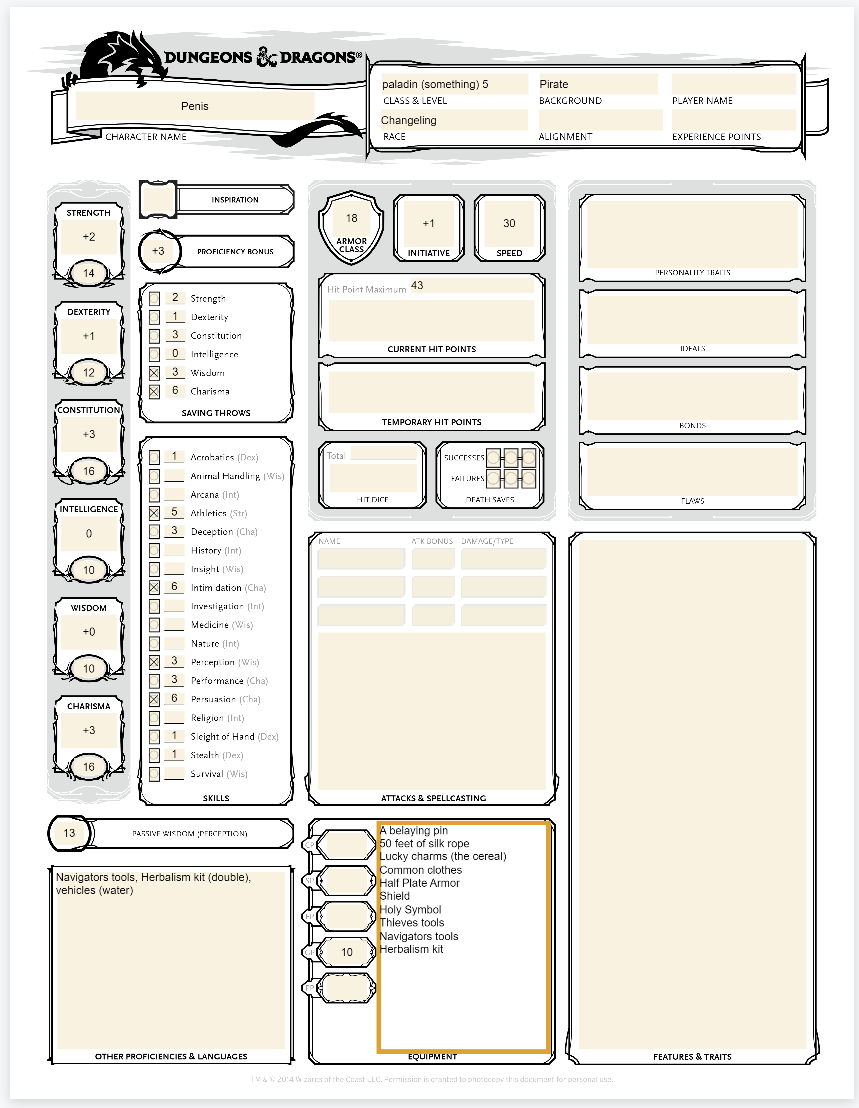 DUNGEONS & DRAGONS®
Penis
CHARACTER NAME
paladin (something) 5
Pirate
CLASS & LEVEL
BACKGROUND
PLAYER NAME
Changeling
RACE
ALIGNMENT
EXPERIENCE POINTS
STRENGTH
+2
14
DEXTERITY
+1
12
CONSTITUTION
+3
16
INTELLIGENCE
0
10
WISDOM
+0
10
CHARISMA
+3
16
INSPIRATION
+3 PROFICIENCY BONUS
2 Strength
1 Dexterity
3 Constitution
0 Intelligence
3 Wisdom
6 Charisma
SAVING THROWS
1 Acrobatics (Dex)
Animal Handling (Wis)
Arcana (Int)
5 Athletics (Str)
3 Deception (Cha)
History (Int)
Insight (Wis)
6 Intimidation (Cha)
Investigation (Int)
Medicine (Wis)
Nature (Int)
3 Perception (Wis)
3 Performance (Cha)
6 Persuasion (Cha)
Religion (Int)
1 Sleight of Hand (Dex)
1 Stealth (Dex)
Survival (Wis)
SKILLS
13 PASSIVE WISDOM (PERCEPTION)
Navigators tools, Herbalism kit (double),
vehicles (water)
OTHER PROFICIENCIES & LANGUAGES
18
ARMOR
CLASS
+1
INITIATIVE
30
SPEED
Hit Point Maximum 43
CURRENT HIT POINTS
TEMPORARY HIT POINTS
Total
HIT DICE
SUCCESSES
FAILURES
DEATH SAVES
NAME ATK BONUS DAMAGE/TYPE
ATTACKS & SPELLCASTING
CP
SP
EP
GP 10
PP
A belaying pin
50 feet of silk rope
Lucky charms (the cereal)
Common clothes
Half Plate Armor
Shield
Holy Symbol
Thieves tools
Navigators tools
Herbalism kit
EQUIPMENT
PERSONALITY TRAITS
IDEALS
BONDS
FLAWS
FEATURES & TRAITS
TM & © 2014 Wizards of the Coast LLC. Permission is granted to photocopy this document for personal use.